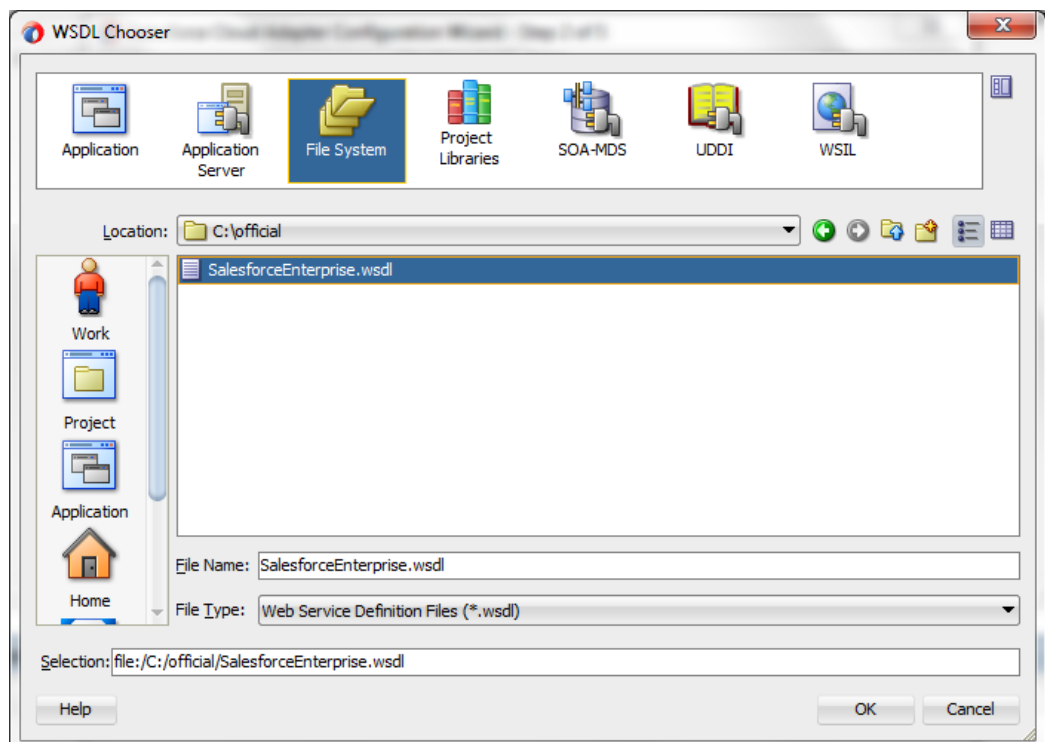 WSDL Chooser
Application
Application Server
File System
Project Libraries
SOA-MDS
UDDI
WSIL
Location: C:\official
SalesforceEnterprise.wsdl
Work
Project
Application
Home
File Name: SalesforceEnterprise.wsdl
File Type: Web Service Definition Files (*.wsdl)
Selection: file:/C:/official/SalesforceEnterprise.wsdl
Help
OK
Cancel